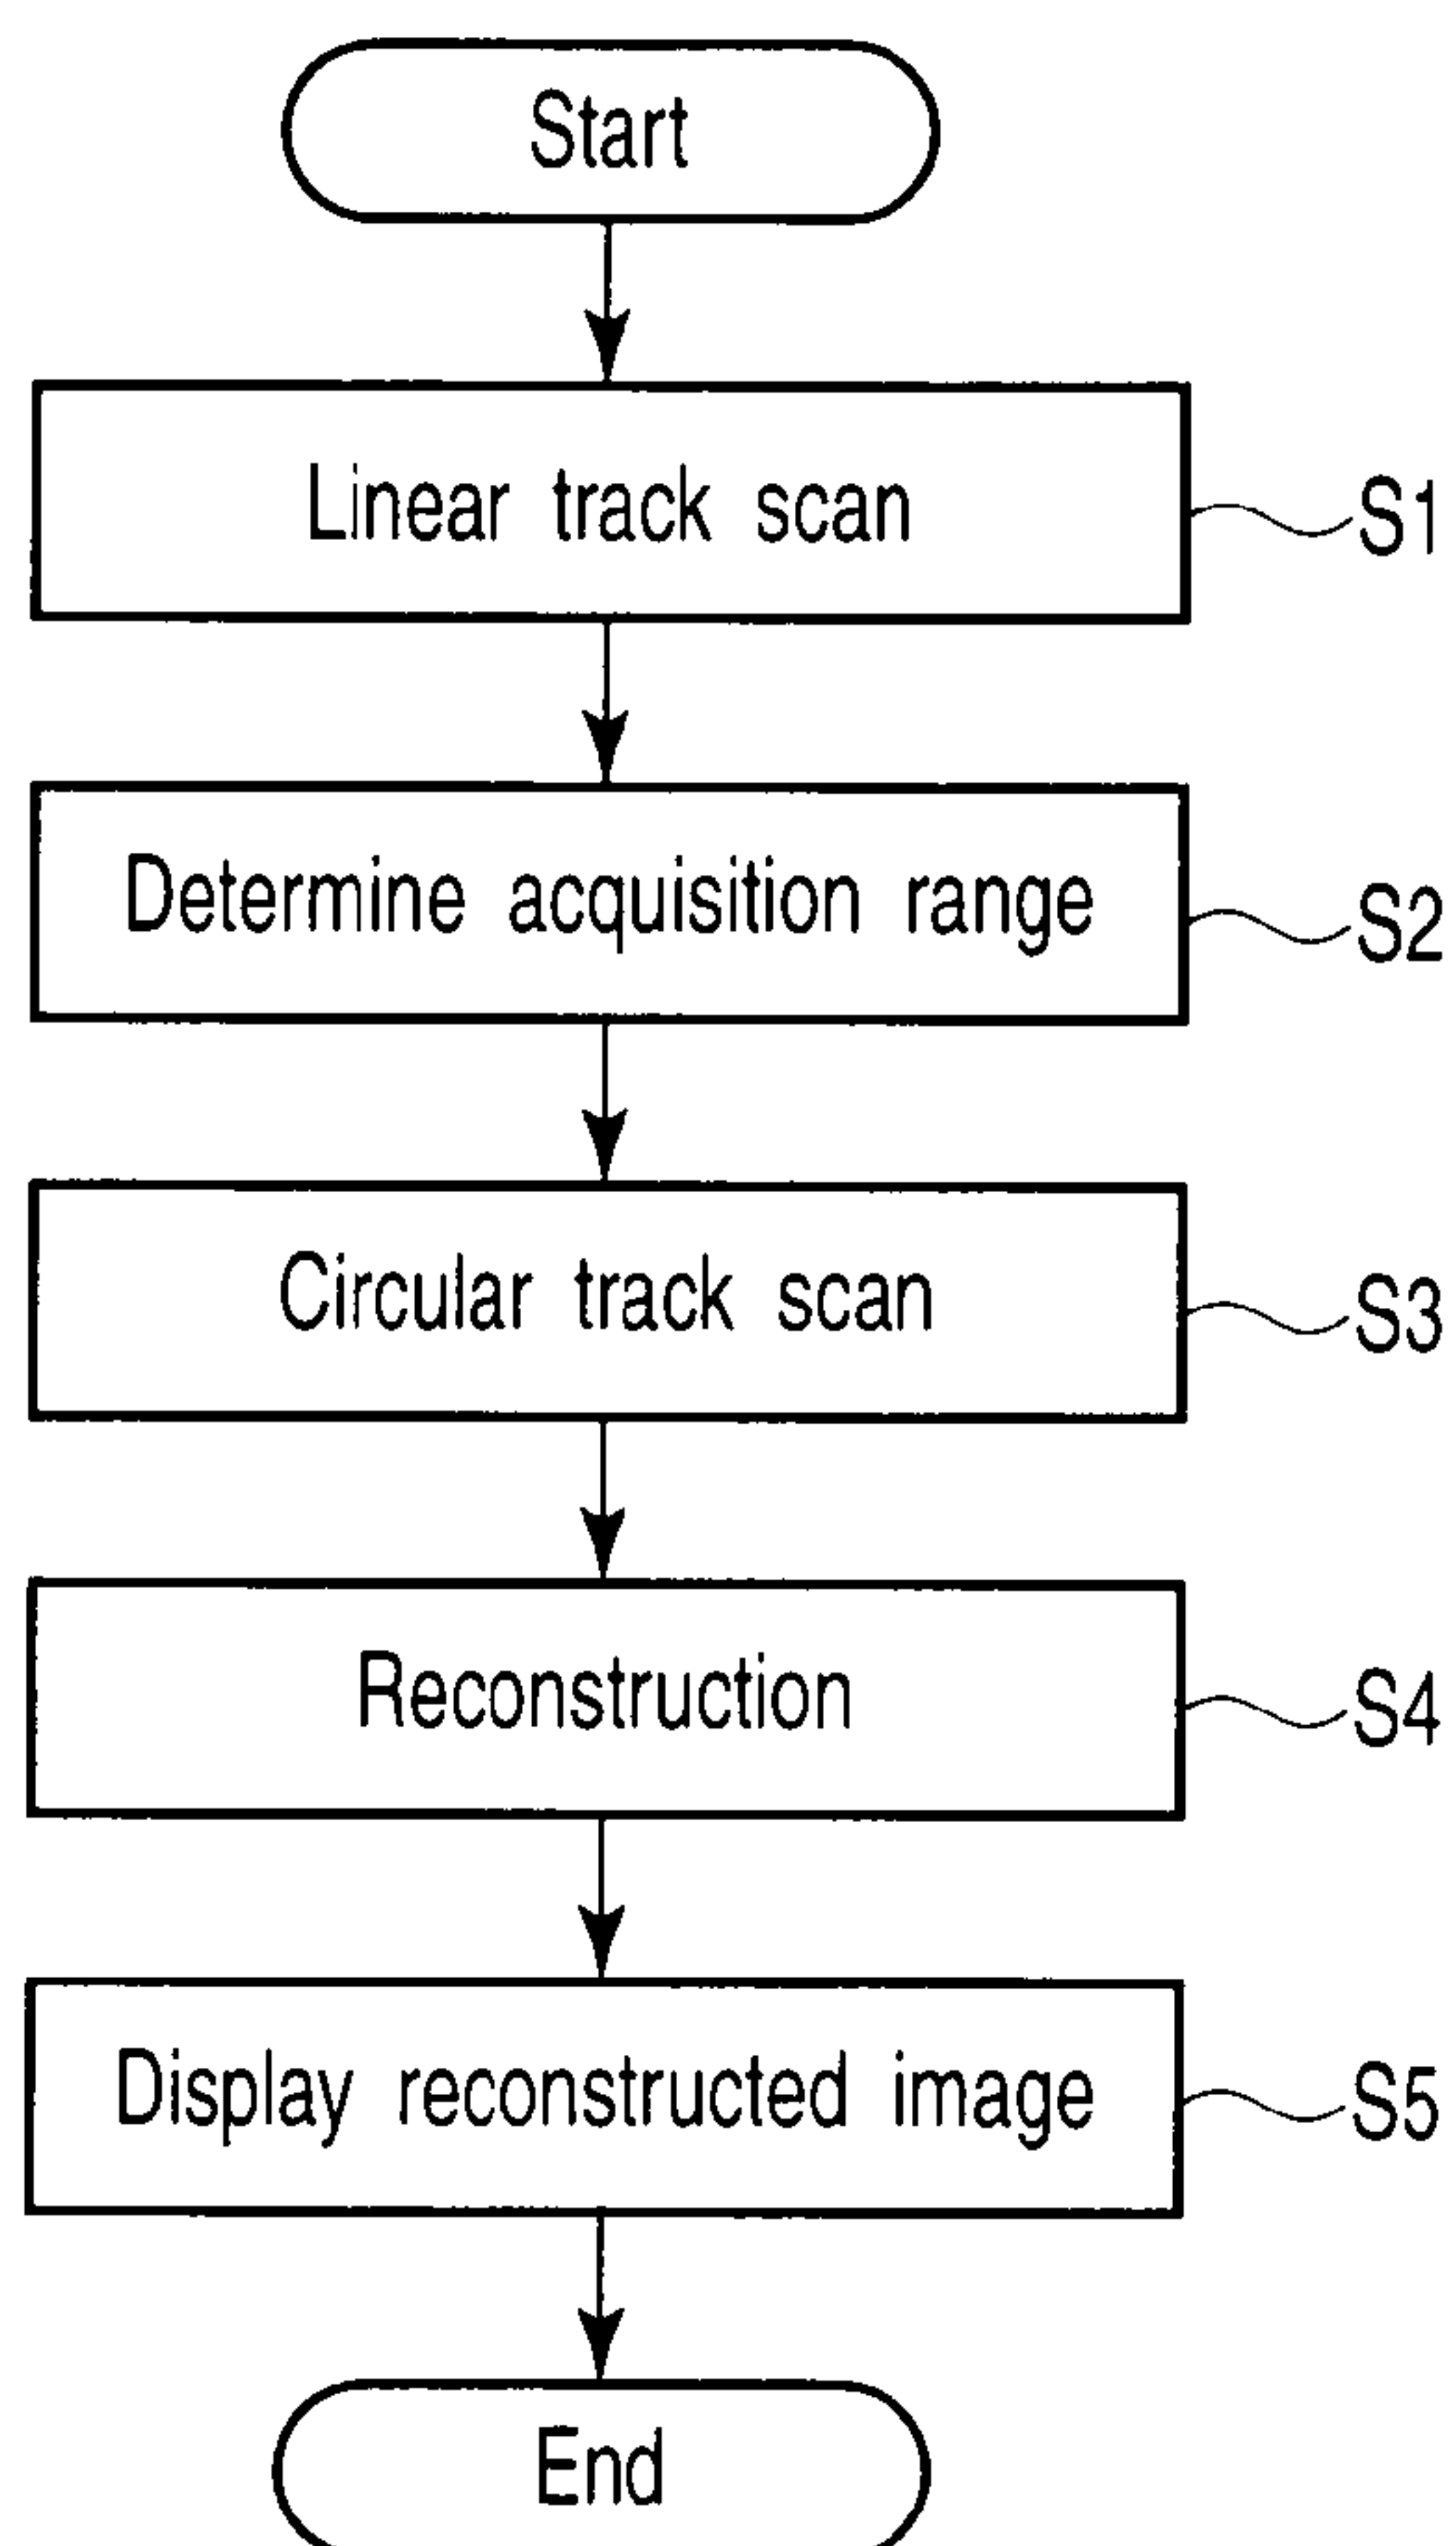 Start
Linear track scan
S1
Determine acquisition range
S2
Circular track scan
S3
Reconstruction
S4
Display reconstructed image
S5
End